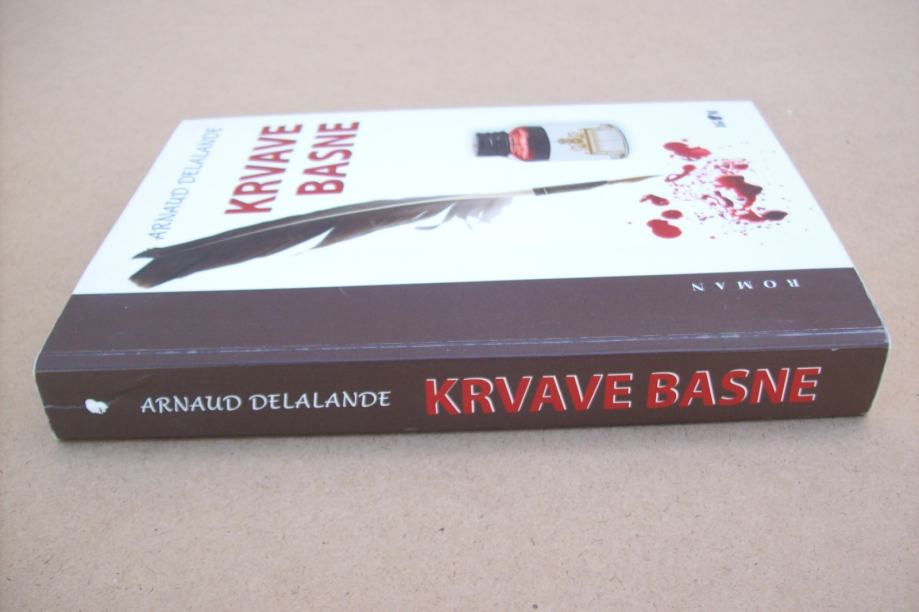 ARNAUD DELALANDE
KRVAVE
BASNE
ROMAN
ARNAUD DELALANDE KRVAVE BASNE